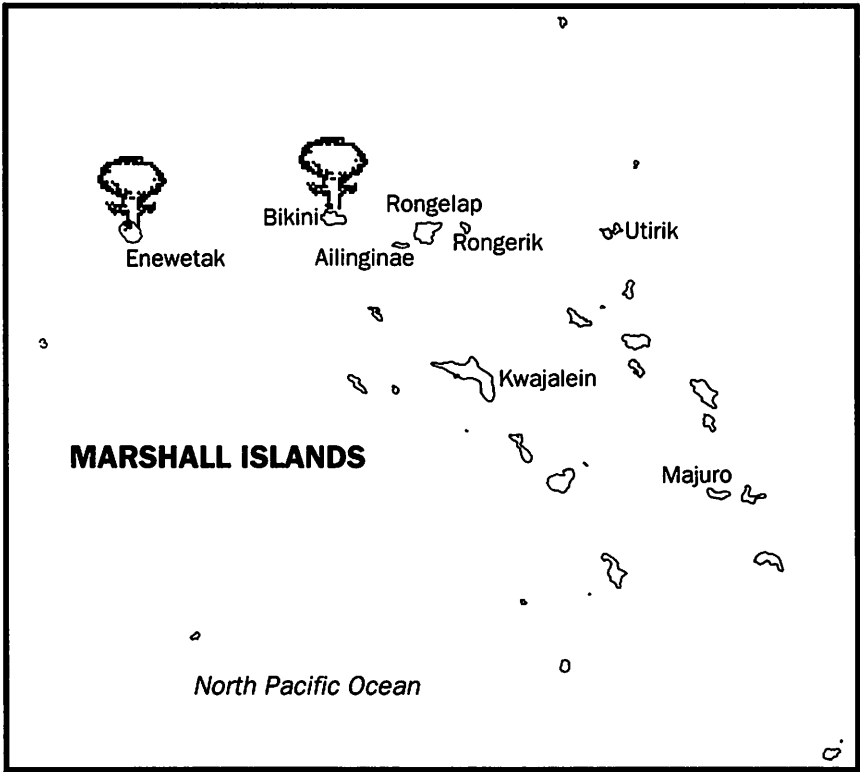 Rongelap
Bikini
Rongerik
Utirik
Enewetak
Ailinginae
Kwajalein
MARSHALL ISLANDS
Majuro
North Pacific Ocean